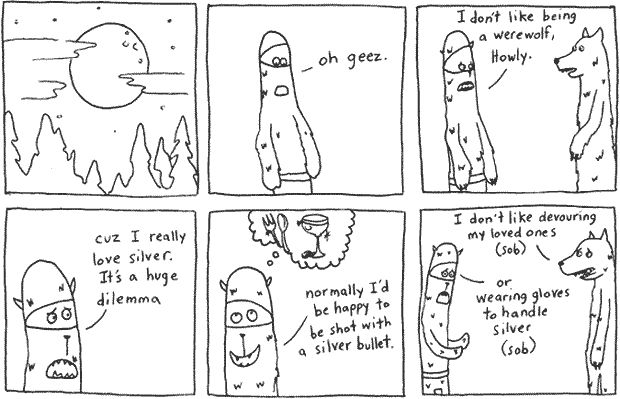 oh geez.
I don't like being
a werewolf,
Howly.
cuz I really
love silver.
It's a huge
dilemma
normally I'd
be happy to
be shot with
a silver bullet.
I don't like devouring
my loved ones
(sob)
or
wearing gloves
to handle
silver
(sob)